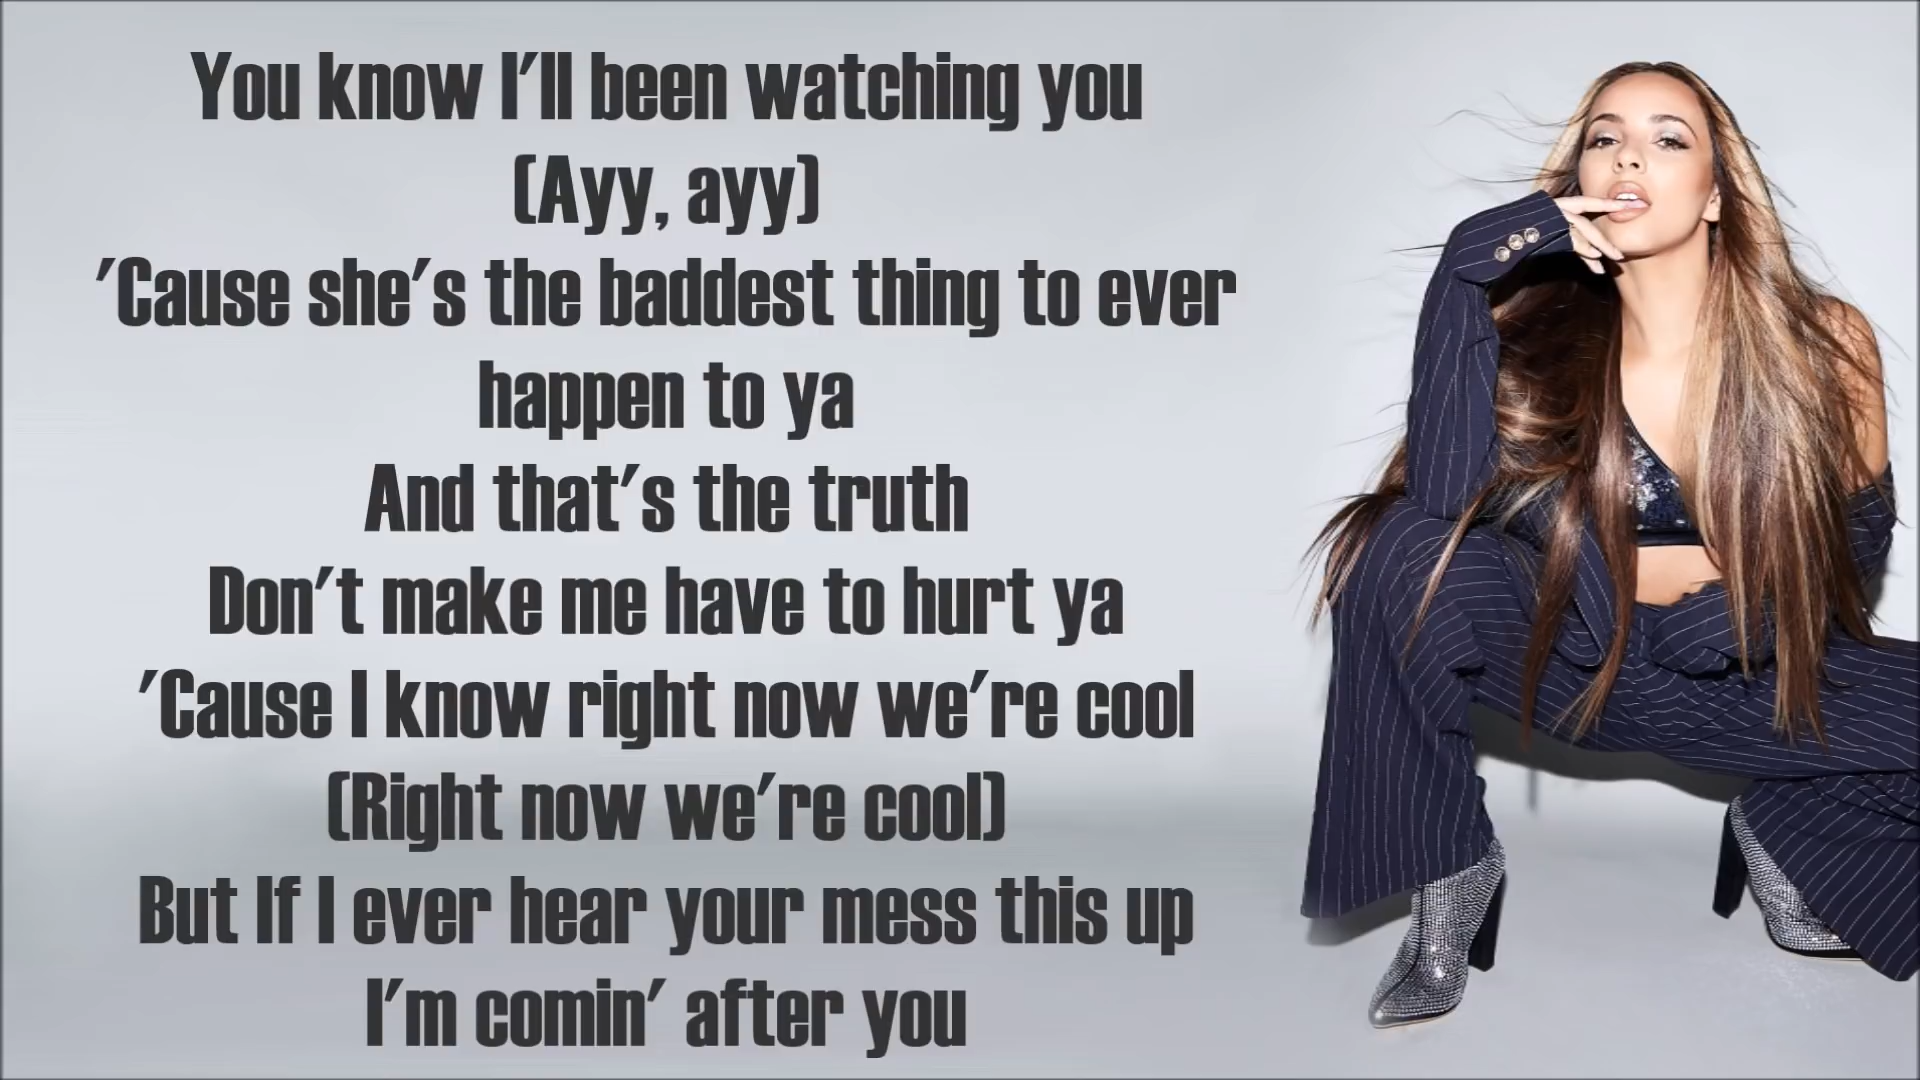 You know I'll been watching you
(Ayy, ayy)
'Cause she's the baddest thing to ever
happen to ya
And that's the truth
Don't make me have to hurt ya
'Cause I know right now we're cool
(Right now we're cool)
But If I ever hear your mess this up
I'm comin' after you